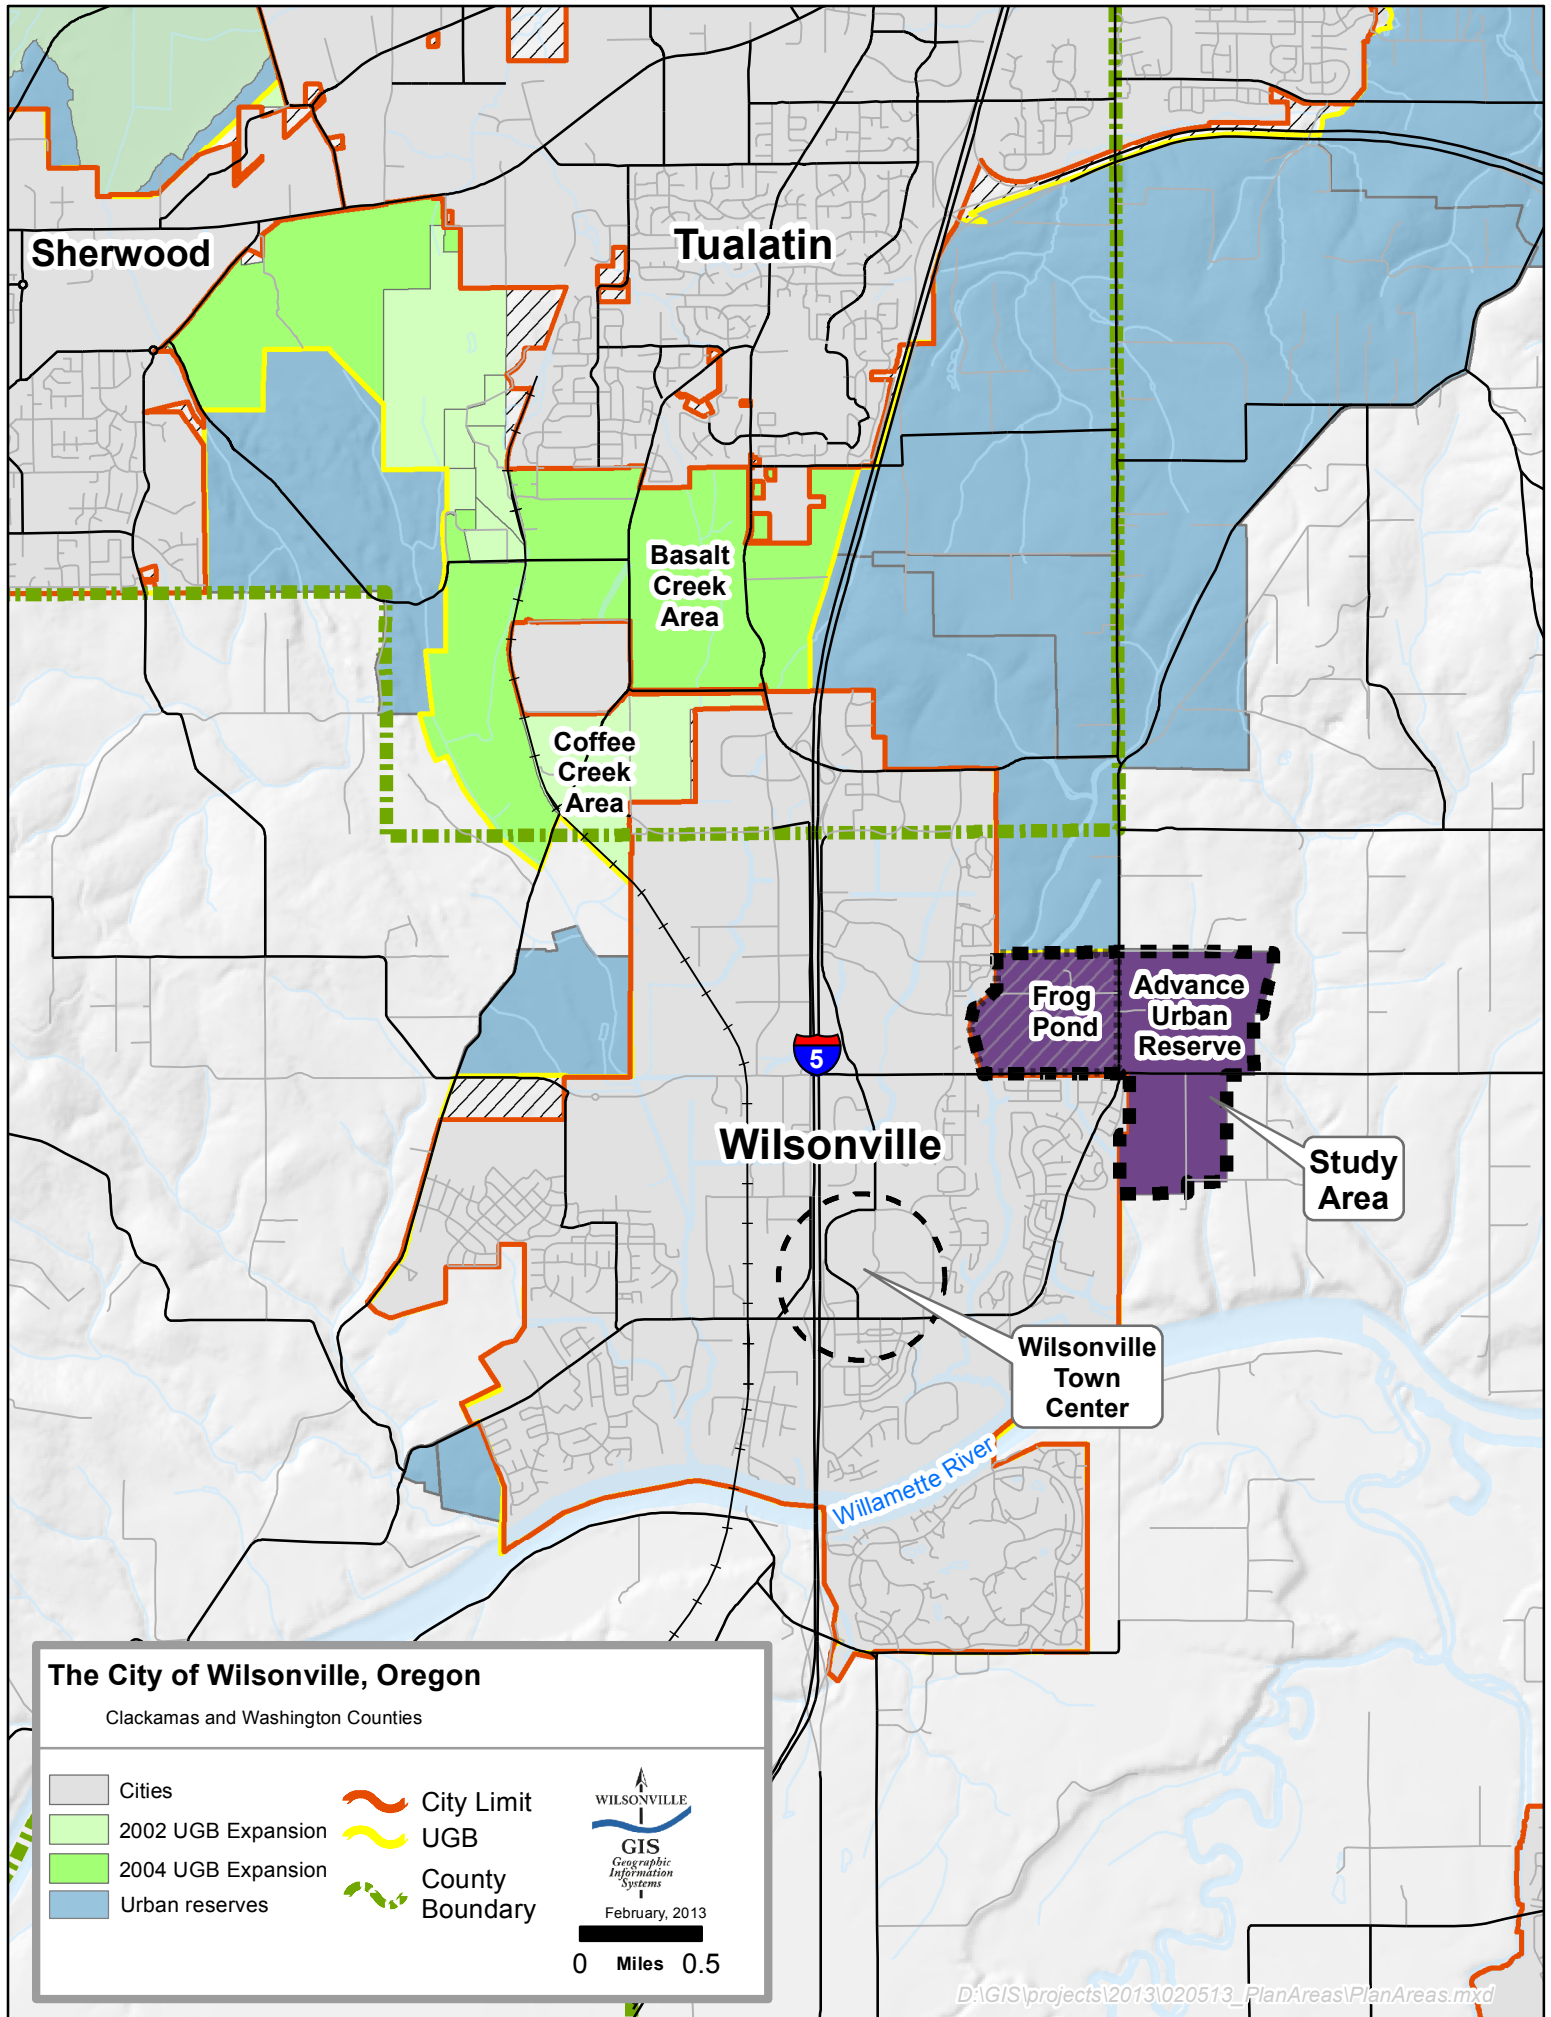 Sherwood
Tualatin
Basalt
Creek
Area
Coffee
Creek
Area
Frog
Pond
Advance
Urban
Reserve
5
Wilsonville
Study
Area
Wilsonville
Town
Center
Willamette River
The City of Wilsonville, Oregon
Clackamas and Washington Counties
Cities
2002 UGB Expansion
2004 UGB Expansion
Urban reserves
City Limit
UGB
County
Boundary
WILSONVILLE
GIS
Geographic
Information
Systems
February, 2013
0 Miles 0.5
D:\GIS\projects\2013\020513_PlanAreas\PlanAreas.mxd